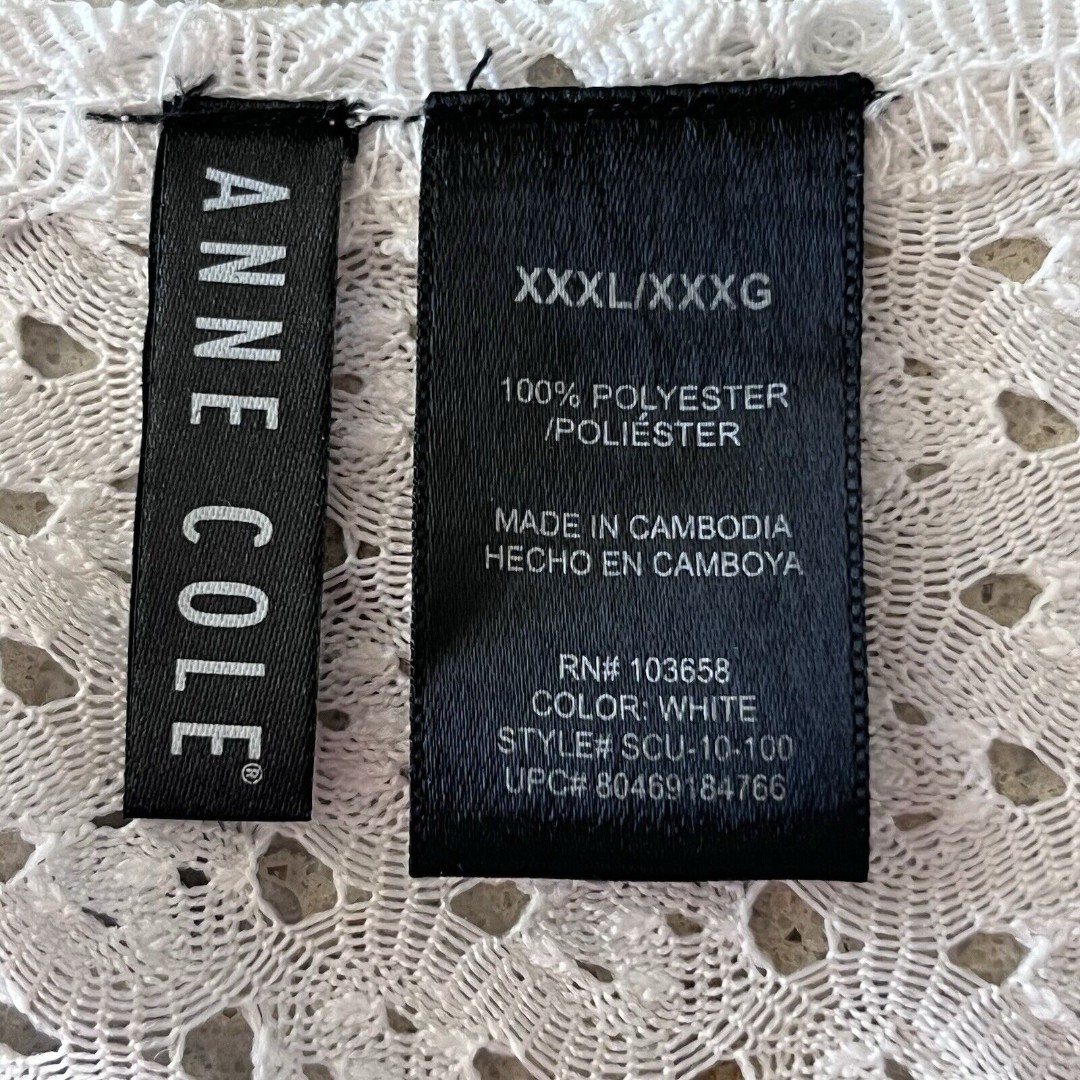 ANNE COLE®
XXXL/XXXG
100% POLYESTER
/POLIÉSTER
MADE IN CAMBODIA
HECHO EN CAMBOYA
RN# 103658
COLOR: WHITE
STYLE# SCU-10-100
UPC# 80469184766